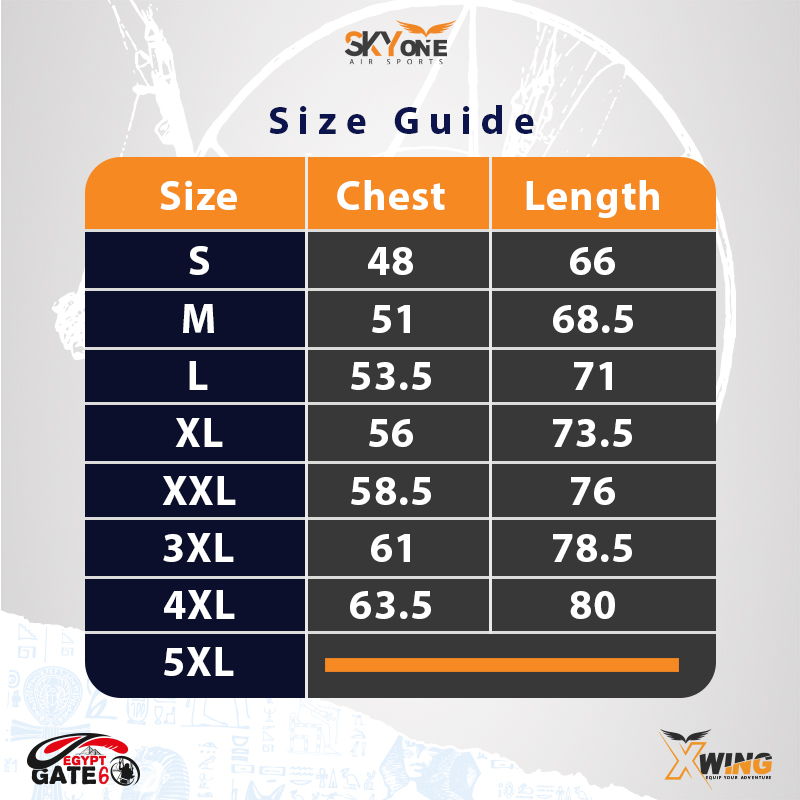 SKYONE
AIR SPORTS
Size Guide
Size Chest Length
S 48 66
M 51 68.5
L 53.5 71
XL 56 73.5
XXL 58.5 76
3XL 61 78.5
4XL 63.5 80
5XL
EGYPT
GATE 6
XWING
EQUIP YOUR ADVENTURE